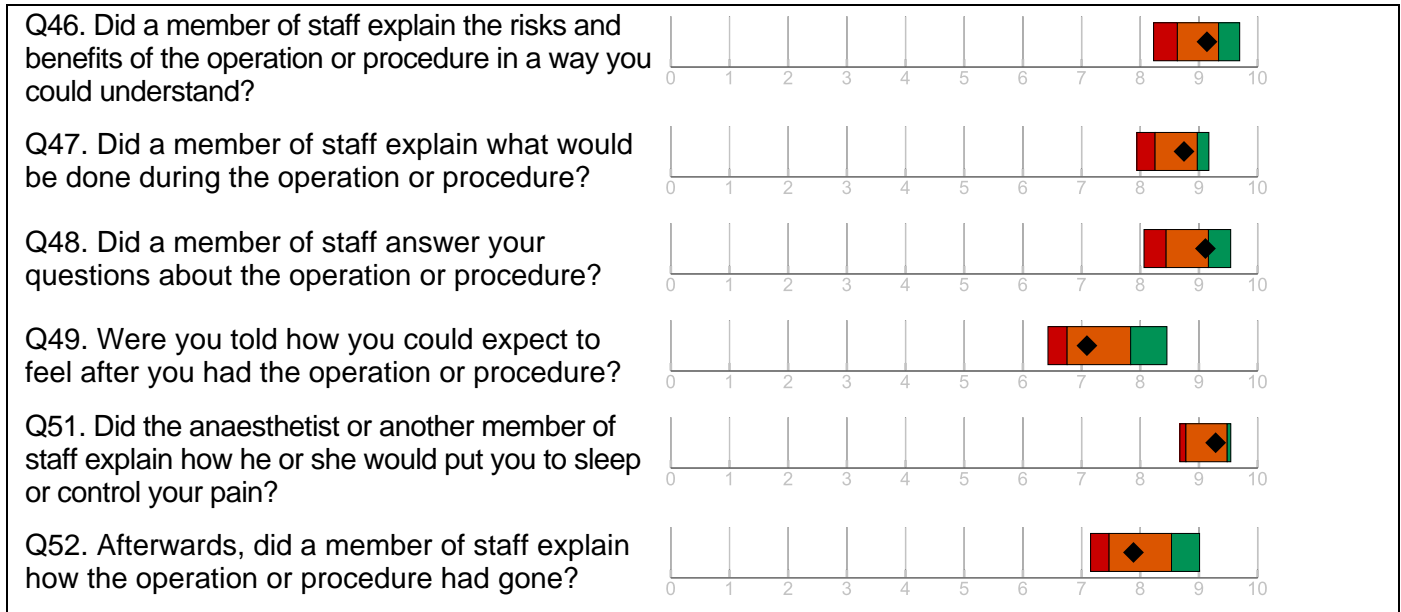 Q46. Did a member of staff explain the risks and
benefits of the operation or procedure in a way you
could understand?
0 1 2 3 4 5 6 7 8 9 10
Q47. Did a member of staff explain what would
be done during the operation or procedure?
0 1 2 3 4 5 6 7 8 9 10
Q48. Did a member of staff answer your
questions about the operation or procedure?
0 1 2 3 4 5 6 7 8 9 10
Q49. Were you told how you could expect to
feel after you had the operation or procedure?
0 1 2 3 4 5 6 7 8 9 10
Q51. Did the anaesthetist or another member of
staff explain how he or she would put you to sleep
or control your pain?
0 1 2 3 4 5 6 7 8 9 10
Q52. Afterwards, did a member of staff explain
how the operation or procedure had gone?
0 1 2 3 4 5 6 7 8 9 10